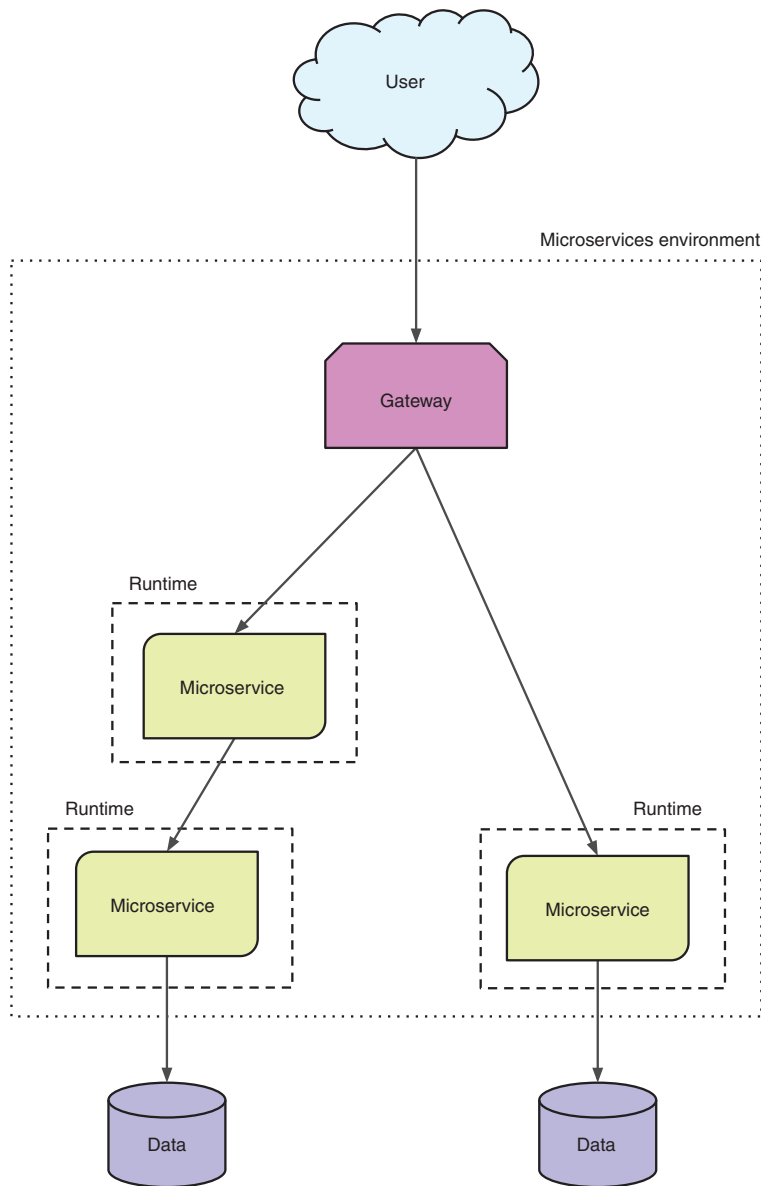 User
Microservices environment
Gateway
Runtime
Microservice
Runtime
Runtime
Microservice
Microservice
Data
Data